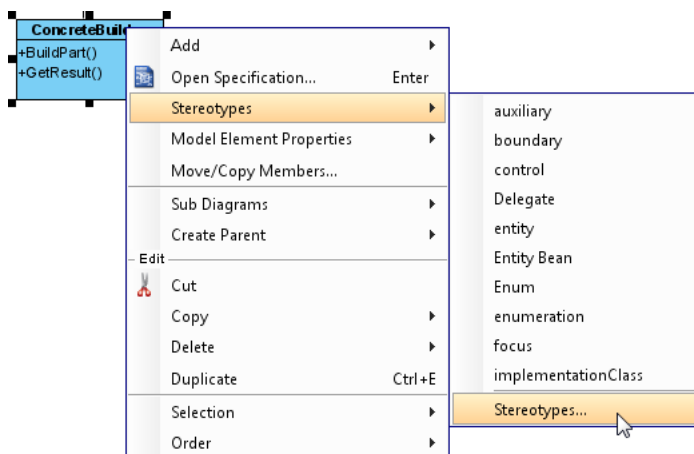 ConcreteBuild
+BuildPart()
+GetResult()
Add
Open Specification... Enter
Stereotypes
Model Element Properties
Move/Copy Members...
Sub Diagrams
Create Parent
Edit
Cut
Copy
Delete
Duplicate Ctrl+E
Selection
Order
auxiliary
boundary
control
Delegate
entity
Entity Bean
Enum
enumeration
focus
implementationClass
Stereotypes...